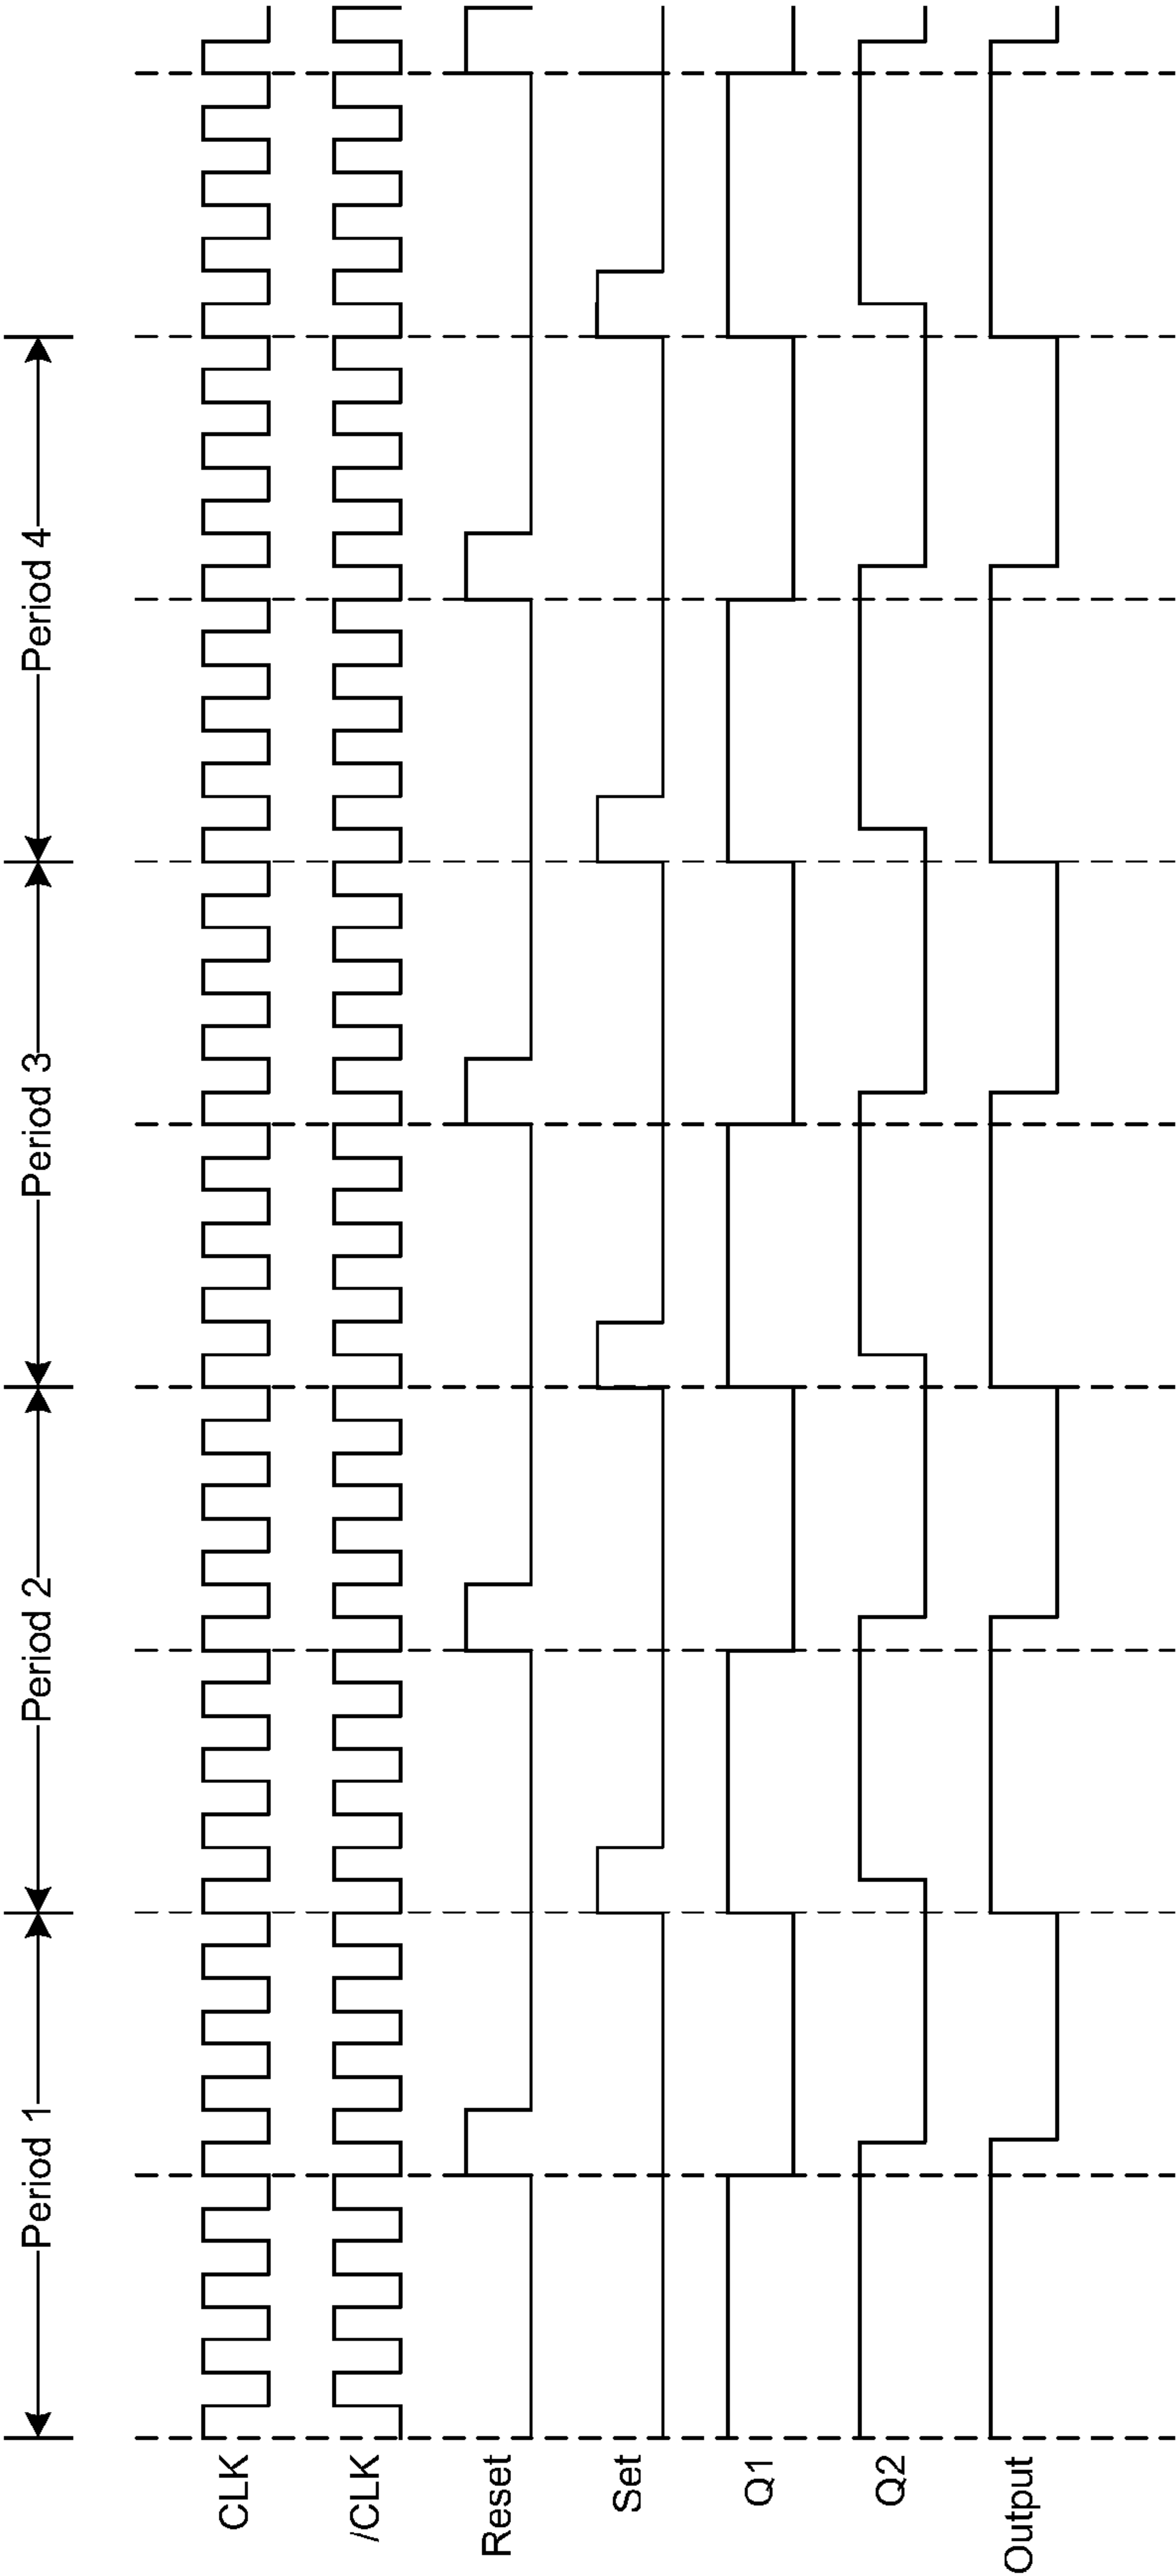 Period 1
Period 2
Period 3
Period 4
CLK
/CLK
Reset
Set
Q1
Q2
Output